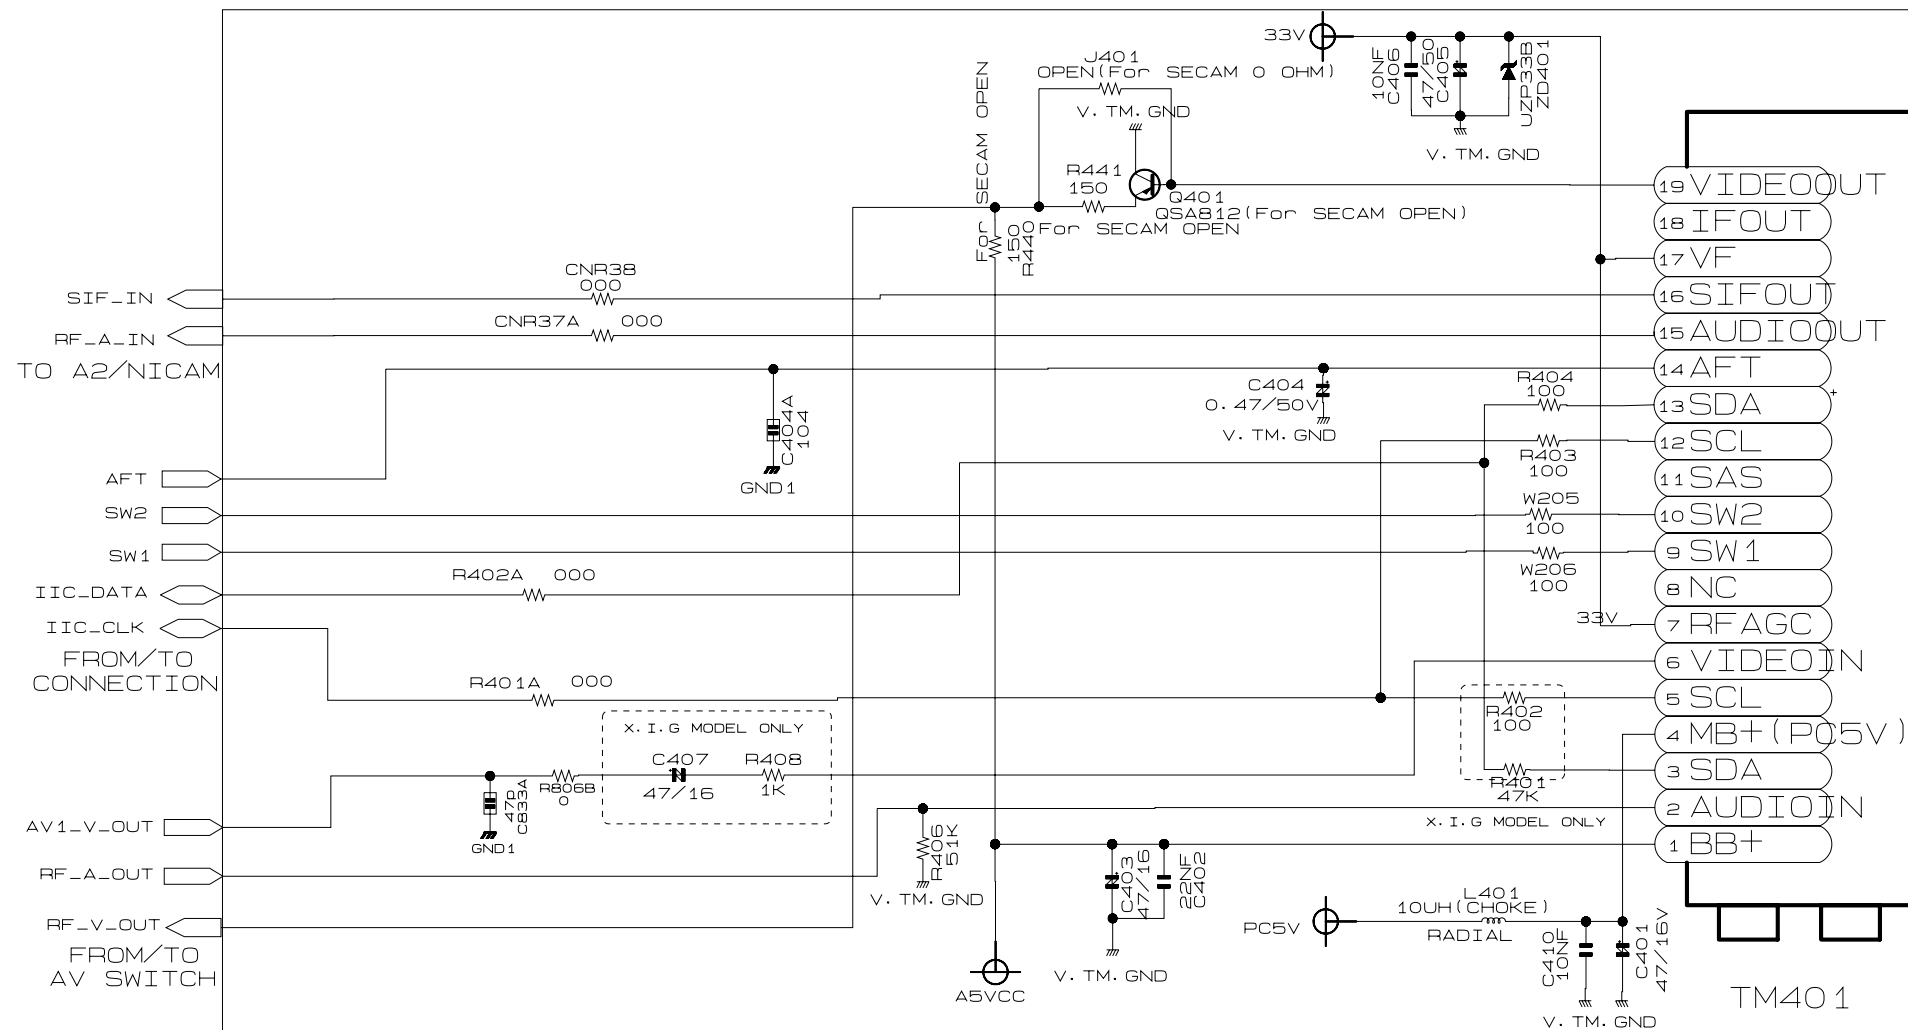 33V
10NF
C406
47/50
C405
UZP33B
ZD401
V.TM.GND
J401
OPEN(For SECAM 0 OHM)
V.TM.GND
For SECAM OPEN
R441
150
Q401
QSA812(For SECAM OPEN)
For SECAM OPEN
150
R440
19 VIDEOOUT
18 IFOUT
17 VF
16 SIFOUT
15 AUDIOOUT
14 AFT
13 SDA
+
12 SCL
11 SAS
10 SW2
9 SW1
8 NC
7 RFAGC
6 VIDEOIN
5 SCL
4 MB+(PC5V)
3 SDA
2 AUDIOIN
1 BB+
TM401
SIF_IN
CNR38
000
RF_A_IN
CNR37A 000
TO A2/NICAM
C404A
104
GND1
C404
0.47/50V
V.TM.GND
R404
100
R403
100
AFT
SW2
W205
100
SW1
W206
100
IIC_DATA
R402A 000
IIC_CLK
FROM/TO
CONNECTION
R401A 000
33V
X.I.G MODEL ONLY
C407
47/16
R408
1K
R806B
0
47P
C833A
GND1
R402
100
R401
47K
X.I.G MODEL ONLY
AV1_V_OUT
RF_A_OUT
RF_V_OUT
FROM/TO
AV SWITCH
R406
51K
V.TM.GND
C403
47/16
22NF
C402
V.TM.GND
A5VCC
PC5V
L401
10UH(CHOKE)
RADIAL
C410
10NF
C401
47/16V
V.TM.GND